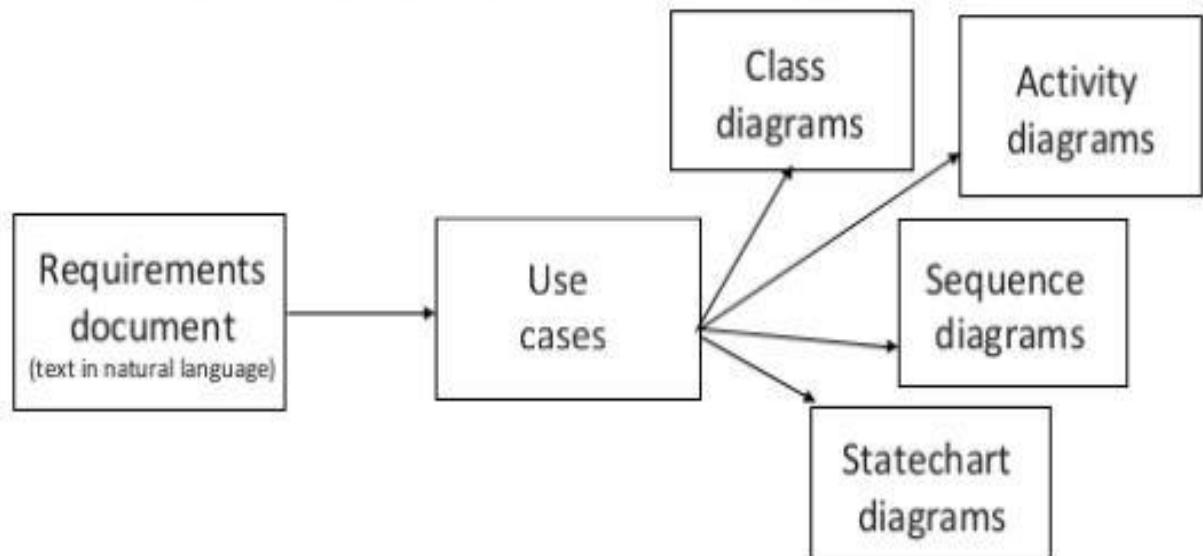 Class
diagrams
Activity
diagrams
Requirements
document
(text in natural language)
Use
cases
Sequence
diagrams
Statechart
diagrams